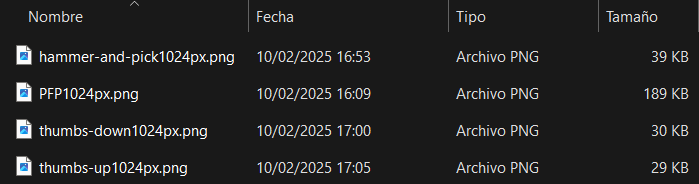 Nombre Fecha Tipo Tamaño
hammer-and-pick1024px.png 10/02/2025 16:53 Archivo PNG 39 KB
PFP1024px.png 10/02/2025 16:09 Archivo PNG 189 KB
thumbs-down1024px.png 10/02/2025 17:00 Archivo PNG 30 KB
thumbs-up1024px.png 10/02/2025 17:05 Archivo PNG 29 KB